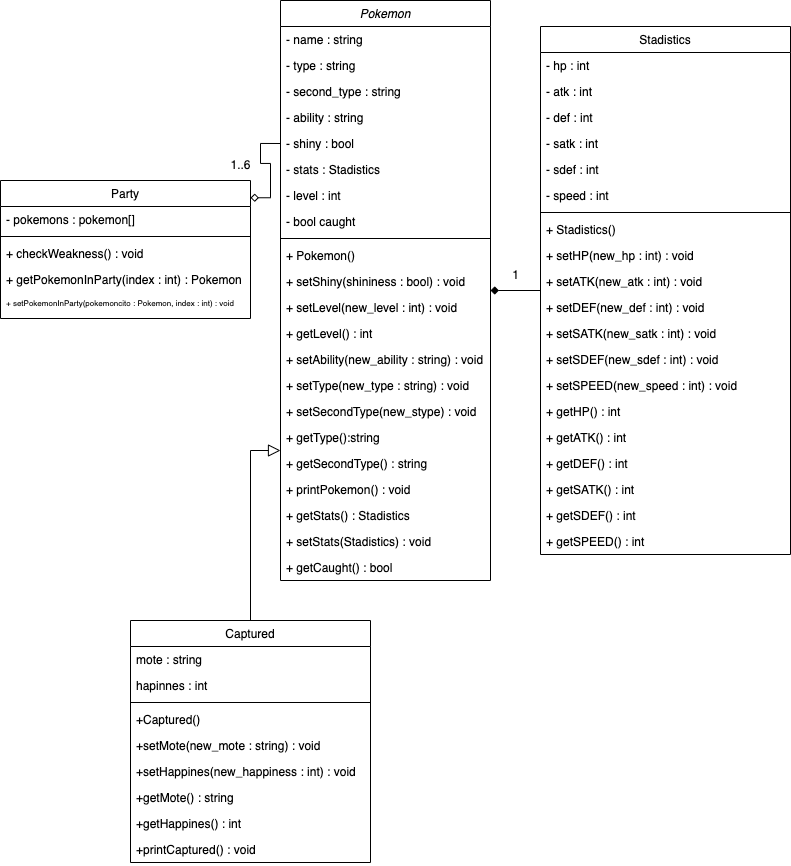 Pokemon
- name : string
- type : string
- second_type : string
- ability : string
- shiny : bool
- stats : Stadistics
- level : int
- bool caught
+ Pokemon()
+ setShiny(shininess : bool) : void
+ setLevel(new_level : int) : void
+ getLevel() : int
+ setAbility(new_ability : string) : void
+ setType(new_type : string) : void
+ setSecondType(new_stype) : void
+ getType():string
+ getSecondType() : string
+ printPokemon() : void
+ getStats() : Stadistics
+ setStats(Stadistics) : void
+ getCaught() : bool
Stadistics
- hp : int
- atk : int
- def : int
- satk : int
- sdef : int
- speed : int
+ Stadistics()
+ setHP(new_hp : int) : void
+ setATK(new_atk : int) : void
+ setDEF(new_def : int) : void
+ setSATK(new_satk : int) : void
+ setSDEF(new_sdef : int) : void
+ setSPEED(new_speed : int) : void
+ getHP() : int
+ getATK() : int
+ getDEF() : int
+ getSATK() : int
+ getSDEF() : int
+ getSPEED() : int
1
1..6
Party
- pokemons : pokemon[]
+ checkWeakness() : void
+ getPokemonInParty(index : int) : Pokemon
+ setPokemonInParty(pokemoncito : Pokemon, index : int) : void
Captured
mote : string
hapinnes : int
+Captured()
+setMote(new_mote : string) : void
+setHappines(new_happiness : int) : void
+getMote() : string
+getHappines() : int
+printCaptured() : void